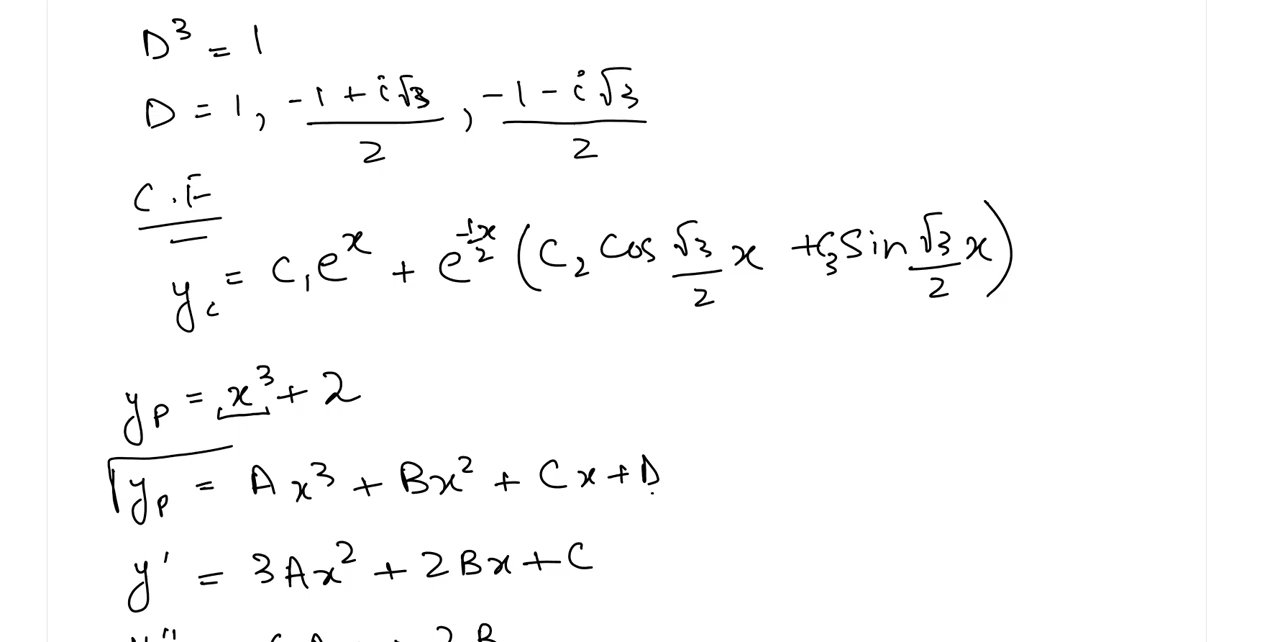 D³ = 1
D = 1, (-1 + i√3)/2, (-1 - i√3)/2
C.F
y_c = C₁e^x + e^(-1x/2) (C₂ Cos √3/2 x + C₃ Sin √3/2 x)
y_p = x³ + 2
y_p = Ax³ + Bx² + Cx + D
y' = 3Ax² + 2Bx + C